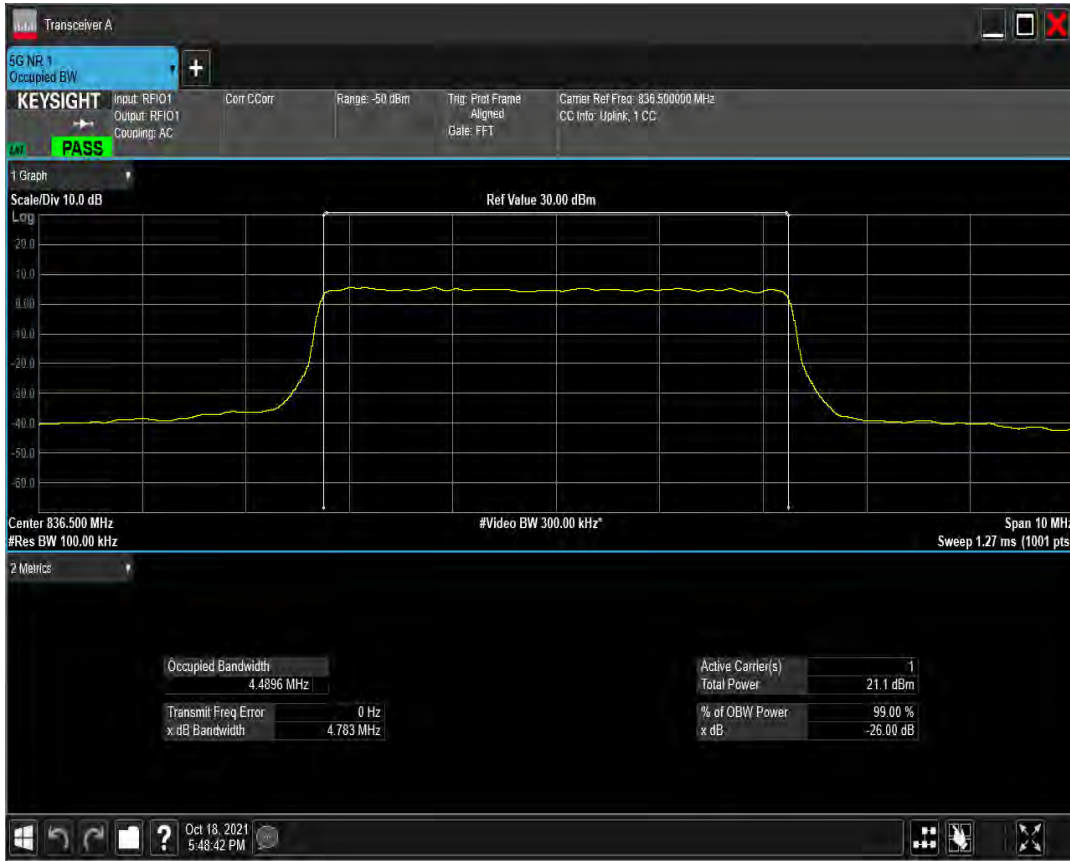 Transceiver A
5G NR 1
Occupied BW
+
KEYSIGHT
Input: RFIO1
Output: RFIO1
Coupling: AC
Corr CCorr
Range: -50 dBm
Trig: Prot Frame
Aligned
Gate: FFT
Carrier Ref Freq: 836.500000 MHz
CC Info: Uplink, 1 CC
PASS
1 Graph
Scale/Div 10.0 dB
Ref Value 30.00 dBm
Log
20.0
10.0
0.00
-10.0
-20.0
-30.0
-40.0
-50.0
-60.0
Center 836.500 MHz
#Video BW 300.00 kHz*
Span 10 MHz
#Res BW 100.00 kHz
Sweep 1.27 ms (1001 pts
2 Metrics
Occupied Bandwidth
4.4896 MHz
Transmit Freq Error 0 Hz
x dB Bandwidth 4.783 MHz
Active Carrier(s) 1
Total Power 21.1 dBm
% of OBW Power 99.00 %
x dB -26.00 dB
?
Oct 18, 2021
5:48:42 PM